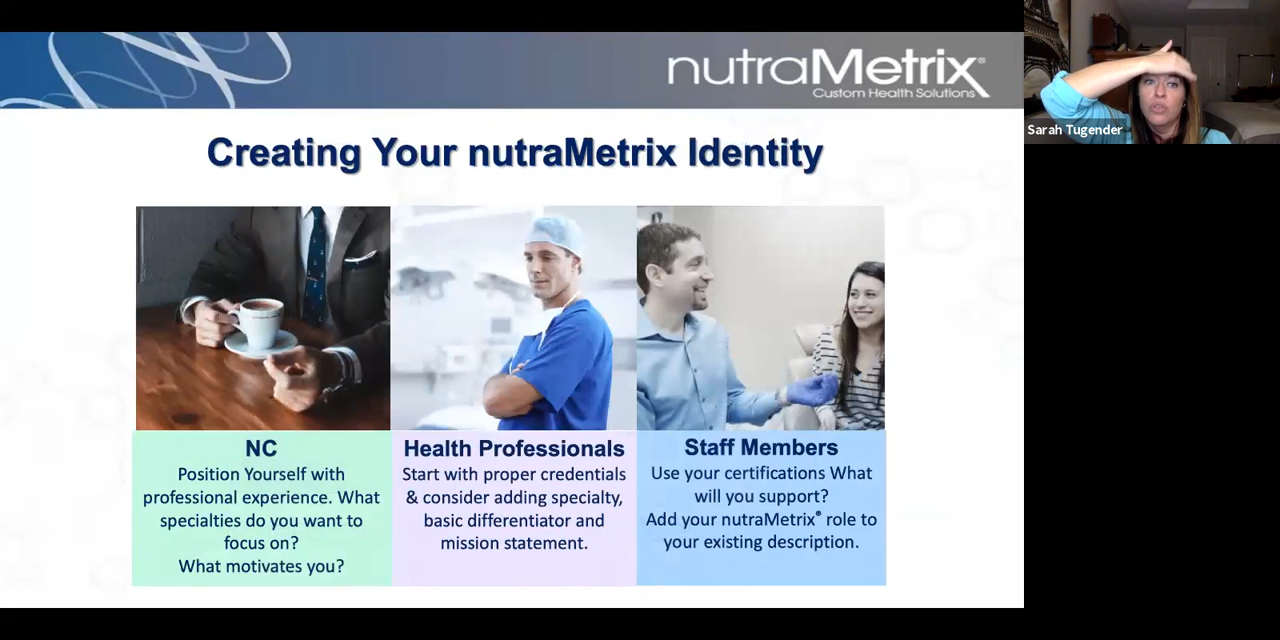 nutraMetrix®
Custom Health Solutions
Sarah Tugender
Creating Your nutraMetrix Identity
NC
Position Yourself with
professional experience. What
specialties do you want to
focus on?
What motivates you?
Health Professionals
Start with proper credentials
& consider adding specialty,
basic differentiator and
mission statement.
Staff Members
Use your certifications What
will you support?
Add your nutraMetrix® role to
your existing description.